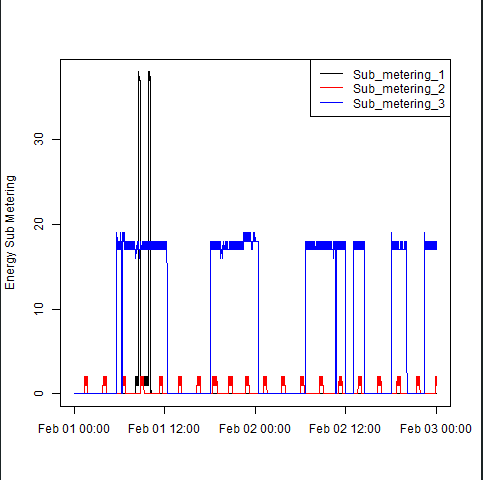 Sub_metering_1
Sub_metering_2
Sub_metering_3
Energy Sub Metering
30
20
10
0
Feb 01 00:00 Feb 01 12:00 Feb 02 00:00 Feb 02 12:00 Feb 03 00:00